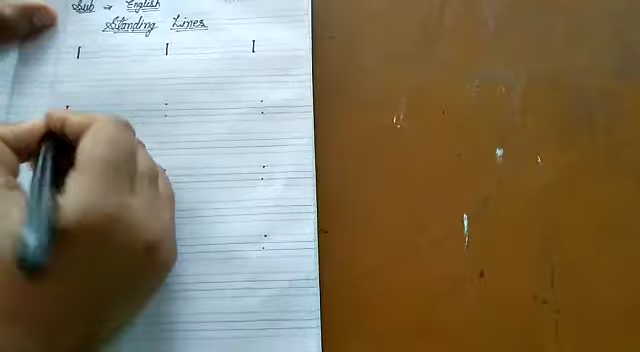 Sub → English
Standing Lines
| | |